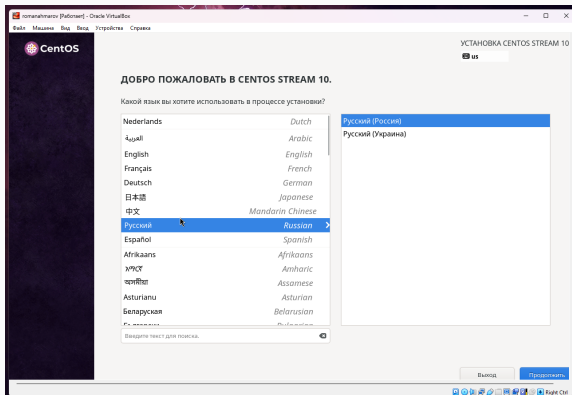 romanahmarov [Работает] - Oracle VirtualBox
Файл Машина Вид Ввод Устройства Справка
CentOS
УСТАНОВКА CENTOS STREAM 10
us
ДОБРО ПОЖАЛОВАТЬ В CENTOS STREAM 10.
Какой язык вы хотите использовать в процессе установки?
Nederlands Dutch
العربية Arabic
English English
Français French
Deutsch German
日本語 Japanese
中文 Mandarin Chinese
Русский Russian
Español Spanish
Afrikaans Afrikaans
አማርኛ Amharic
অসমীয়া Assamese
Asturianu Asturian
Беларуская Belarusian
Български Bulgarian
Русский (Россия)
Русский (Украина)
Введите текст для поиска.
Выход
Продолжить
Right Ctrl